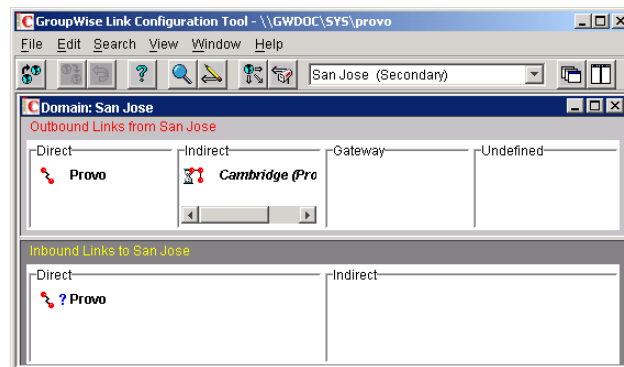 GroupWise Link Configuration Tool - \\GWDOC\SYS\provo
File Edit Search View Window Help
San Jose (Secondary)
Domain: San Jose
Outbound Links from San Jose
Direct Indirect Gateway Undefined
Provo Cambridge (Pro
Inbound Links to San Jose
Direct Indirect
? Provo